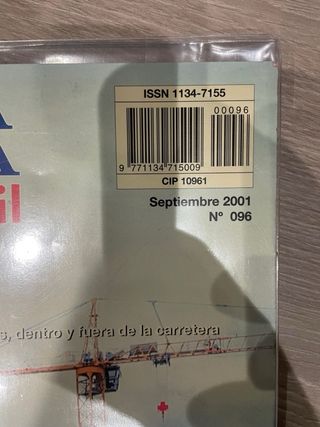 ISSN 1134-7155
00096
9 771134 715009
CIP 10961
A
il
Septiembre 2001
Nº 096
s, dentro y fuera de la carretera